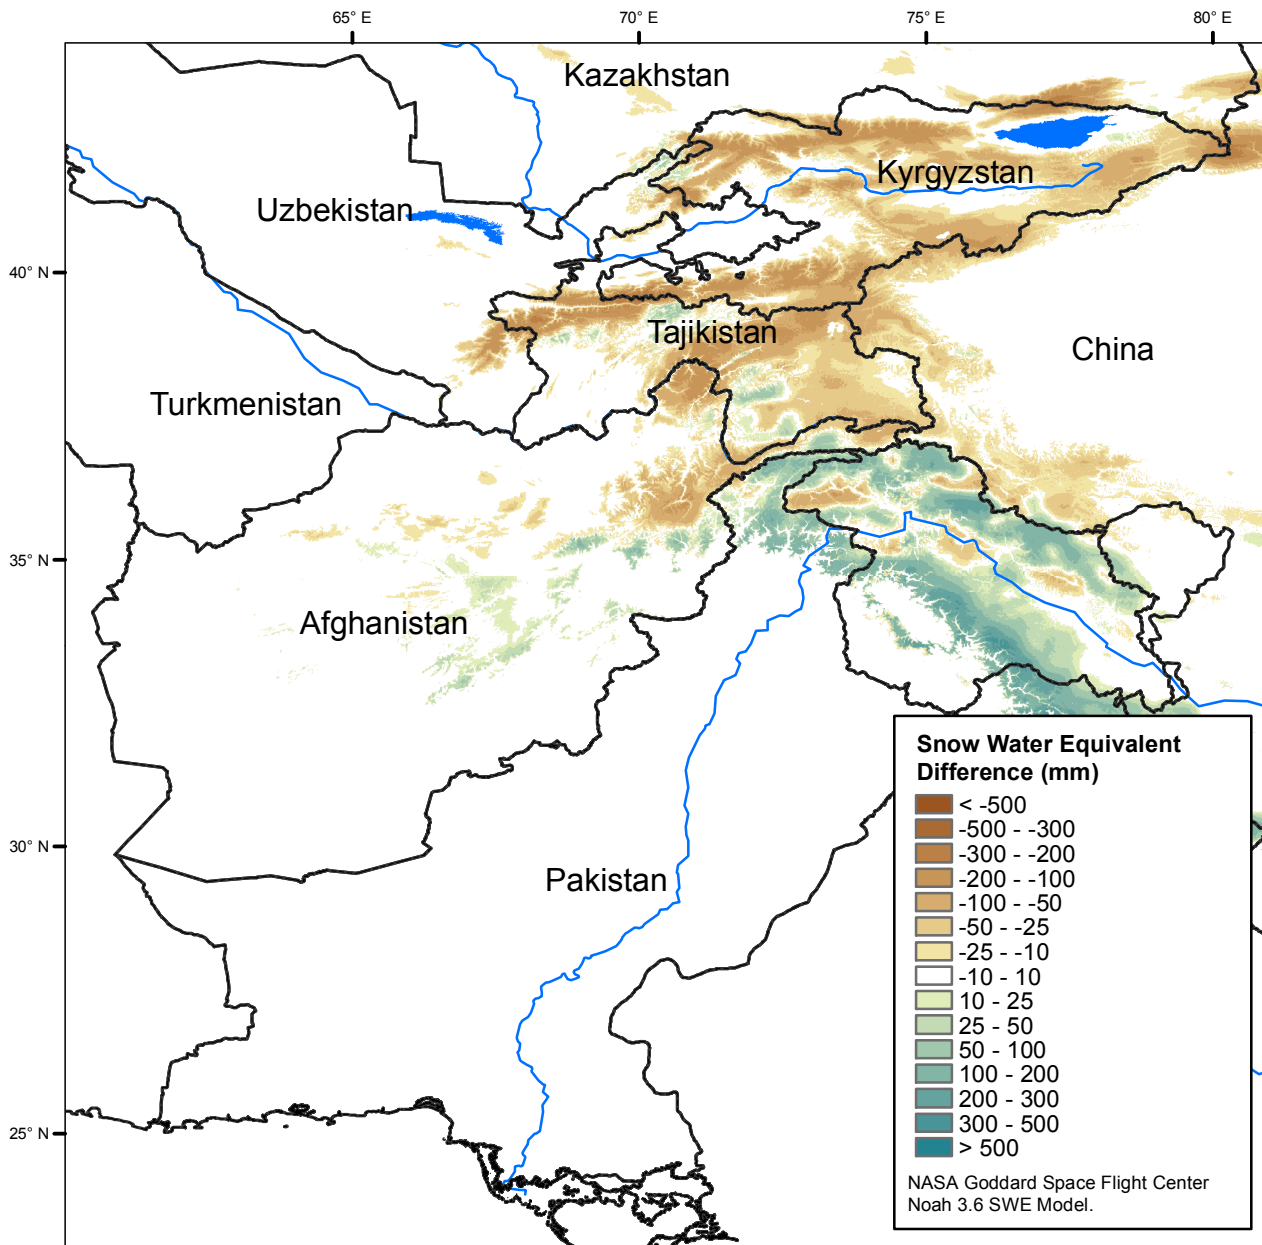 65° E
70° E
75° E
80° E
Kazakhstan
Kyrgyzstan
Uzbekistan
40° N
Tajikistan
China
Turkmenistan
35° N
Afghanistan
30° N
Pakistan
25° N
Snow Water Equivalent
Difference (mm)
< -500
-500 - -300
-300 - -200
-200 - -100
-100 - -50
-50 - -25
-25 - -10
-10 - 10
10 - 25
25 - 50
50 - 100
100 - 200
200 - 300
300 - 500
> 500
NASA Goddard Space Flight Center
Noah 3.6 SWE Model.